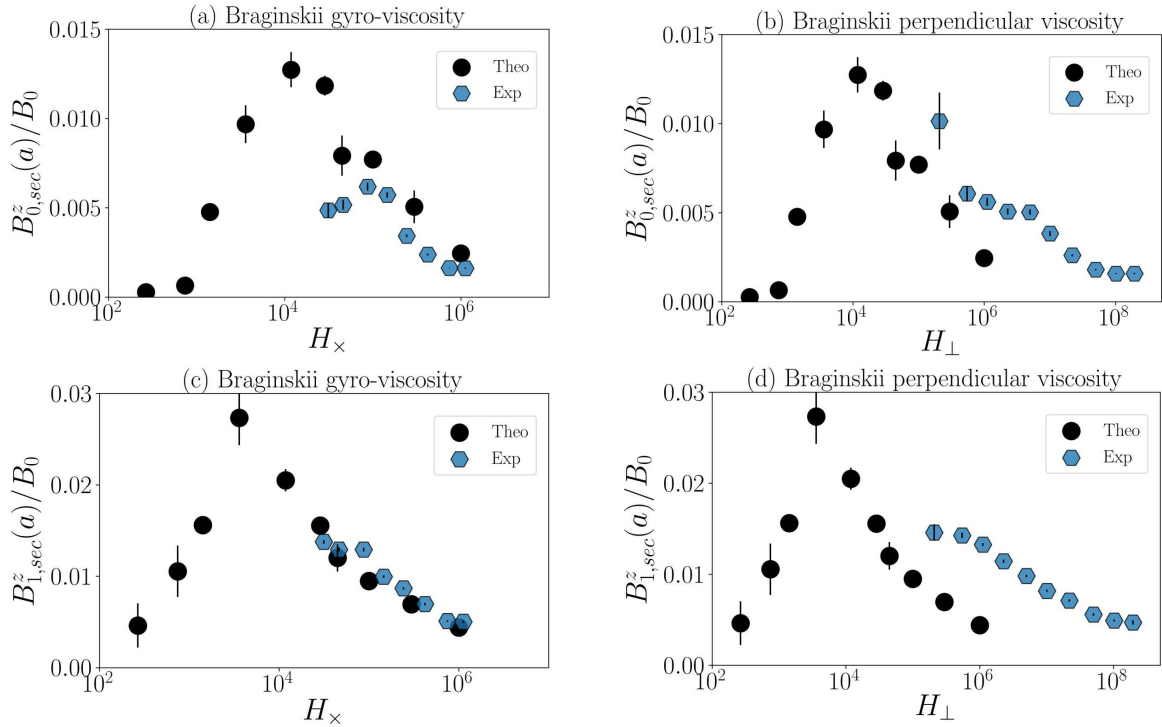 (a) Braginskii gyro-viscosity
0.015
0.010
0.005
0.000
B^z_{0,sec}(a)/B_0
Theo
Exp
10^2
10^4
10^6
H_×
(b) Braginskii perpendicular viscosity
0.015
0.010
0.005
0.000
B^z_{0,sec}(a)/B_0
Theo
Exp
10^2
10^4
10^6
10^8
H_⊥
(c) Braginskii gyro-viscosity
0.03
0.02
0.01
0.00
B^z_{1,sec}(a)/B_0
Theo
Exp
10^2
10^4
10^6
H_×
(d) Braginskii perpendicular viscosity
0.03
0.02
0.01
0.00
B^z_{1,sec}(a)/B_0
Theo
Exp
10^2
10^4
10^6
10^8
H_⊥